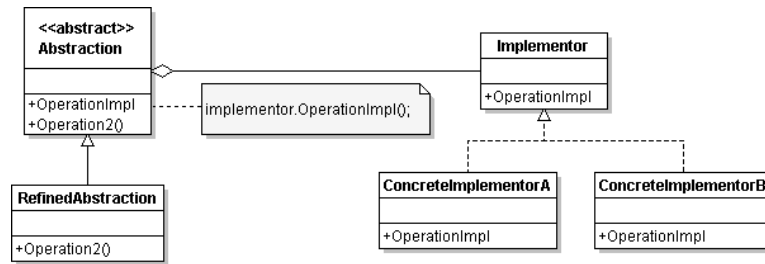 <<abstract>>
Abstraction
+OperationImpl
+Operation2()
implementor.OperationImpl();
Implementor
+OperationImpl
RefinedAbstraction
+Operation2()
ConcreteImplementorA
+OperationImpl
ConcreteImplementorB
+OperationImpl